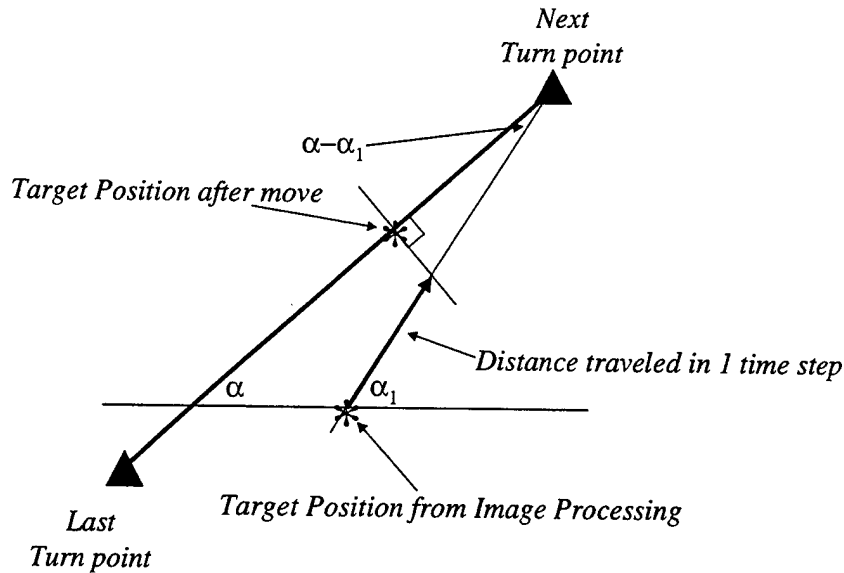 Next
Turn point
α−α₁
Target Position after move
Distance traveled in 1 time step
α
α₁
Target Position from Image Processing
Last
Turn point